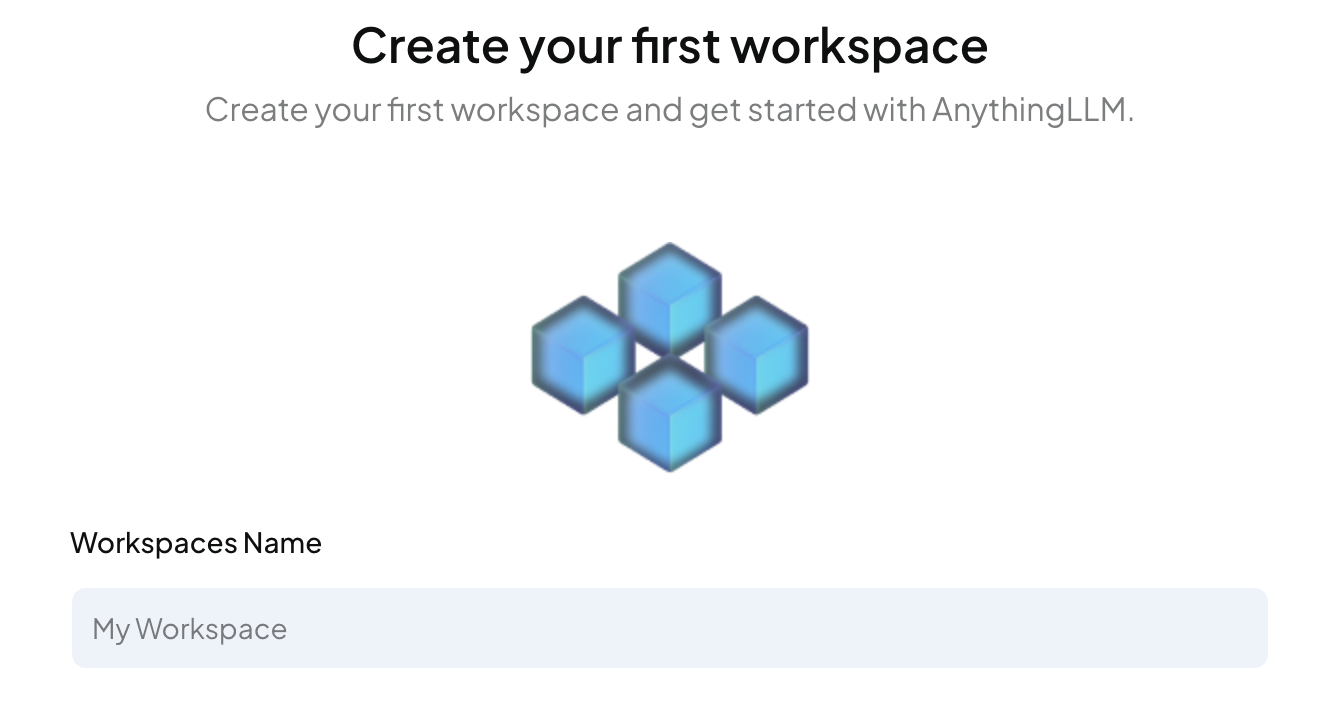 Create your first workspace
Create your first workspace and get started with AnythingLLM.
Workspaces Name
My Workspace